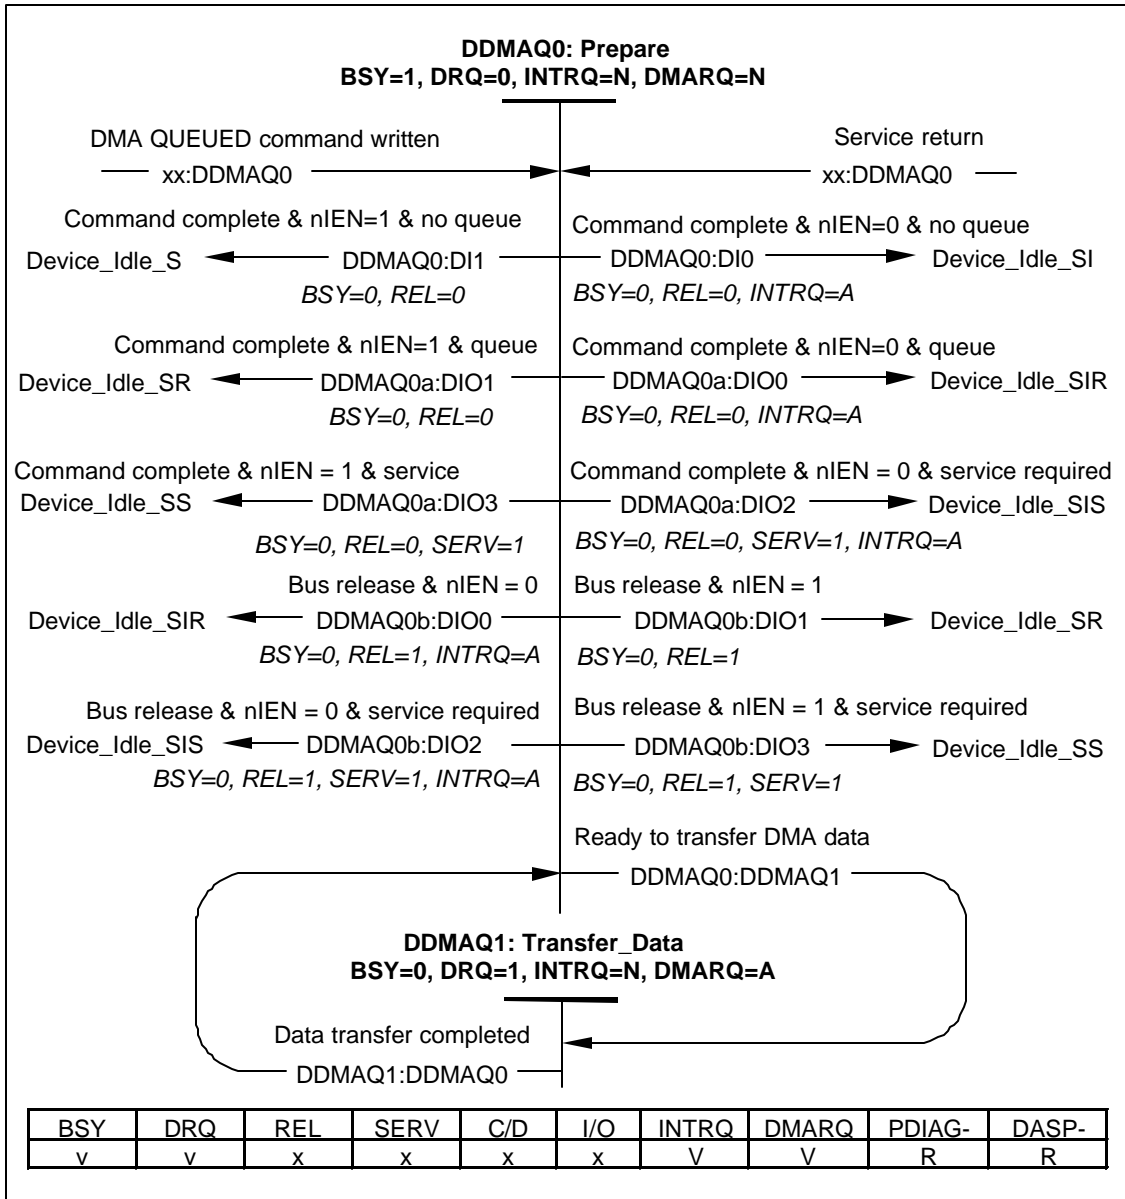 DDMAQ0: Prepare
BSY=1, DRQ=0, INTRQ=N, DMARQ=N
DMA QUEUED command written
xx:DDMAQ0
Service return
xx:DDMAQ0
Command complete & nIEN=1 & no queue
Device_Idle_S
DDMAQ0:DI1
BSY=0, REL=0
Command complete & nIEN=0 & no queue
DDMAQ0:DI0
Device_Idle_SI
BSY=0, REL=0, INTRQ=A
Command complete & nIEN=1 & queue
Device_Idle_SR
DDMAQ0a:DIO1
BSY=0, REL=0
Command complete & nIEN=0 & queue
DDMAQ0a:DIO0
Device_Idle_SIR
BSY=0, REL=0, INTRQ=A
Command complete & nIEN = 1 & service
Device_Idle_SS
DDMAQ0a:DIO3
BSY=0, REL=0, SERV=1
Command complete & nIEN = 0 & service required
DDMAQ0a:DIO2
Device_Idle_SIS
BSY=0, REL=0, SERV=1, INTRQ=A
Bus release & nIEN = 0
Device_Idle_SIR
DDMAQ0b:DIO0
BSY=0, REL=1, INTRQ=A
Bus release & nIEN = 1
DDMAQ0b:DIO1
Device_Idle_SR
BSY=0, REL=1
Bus release & nIEN = 0 & service required
Device_Idle_SIS
DDMAQ0b:DIO2
BSY=0, REL=1, SERV=1, INTRQ=A
Bus release & nIEN = 1 & service required
DDMAQ0b:DIO3
Device_Idle_SS
BSY=0, REL=1, SERV=1
Ready to transfer DMA data
DDMAQ0:DDMAQ1
DDMAQ1: Transfer_Data
BSY=0, DRQ=1, INTRQ=N, DMARQ=A
Data transfer completed
DDMAQ1:DDMAQ0
BSY DRQ REL SERV C/D I/O INTRQ DMARQ PDIAG- DASP-
v v x x x x V V R R